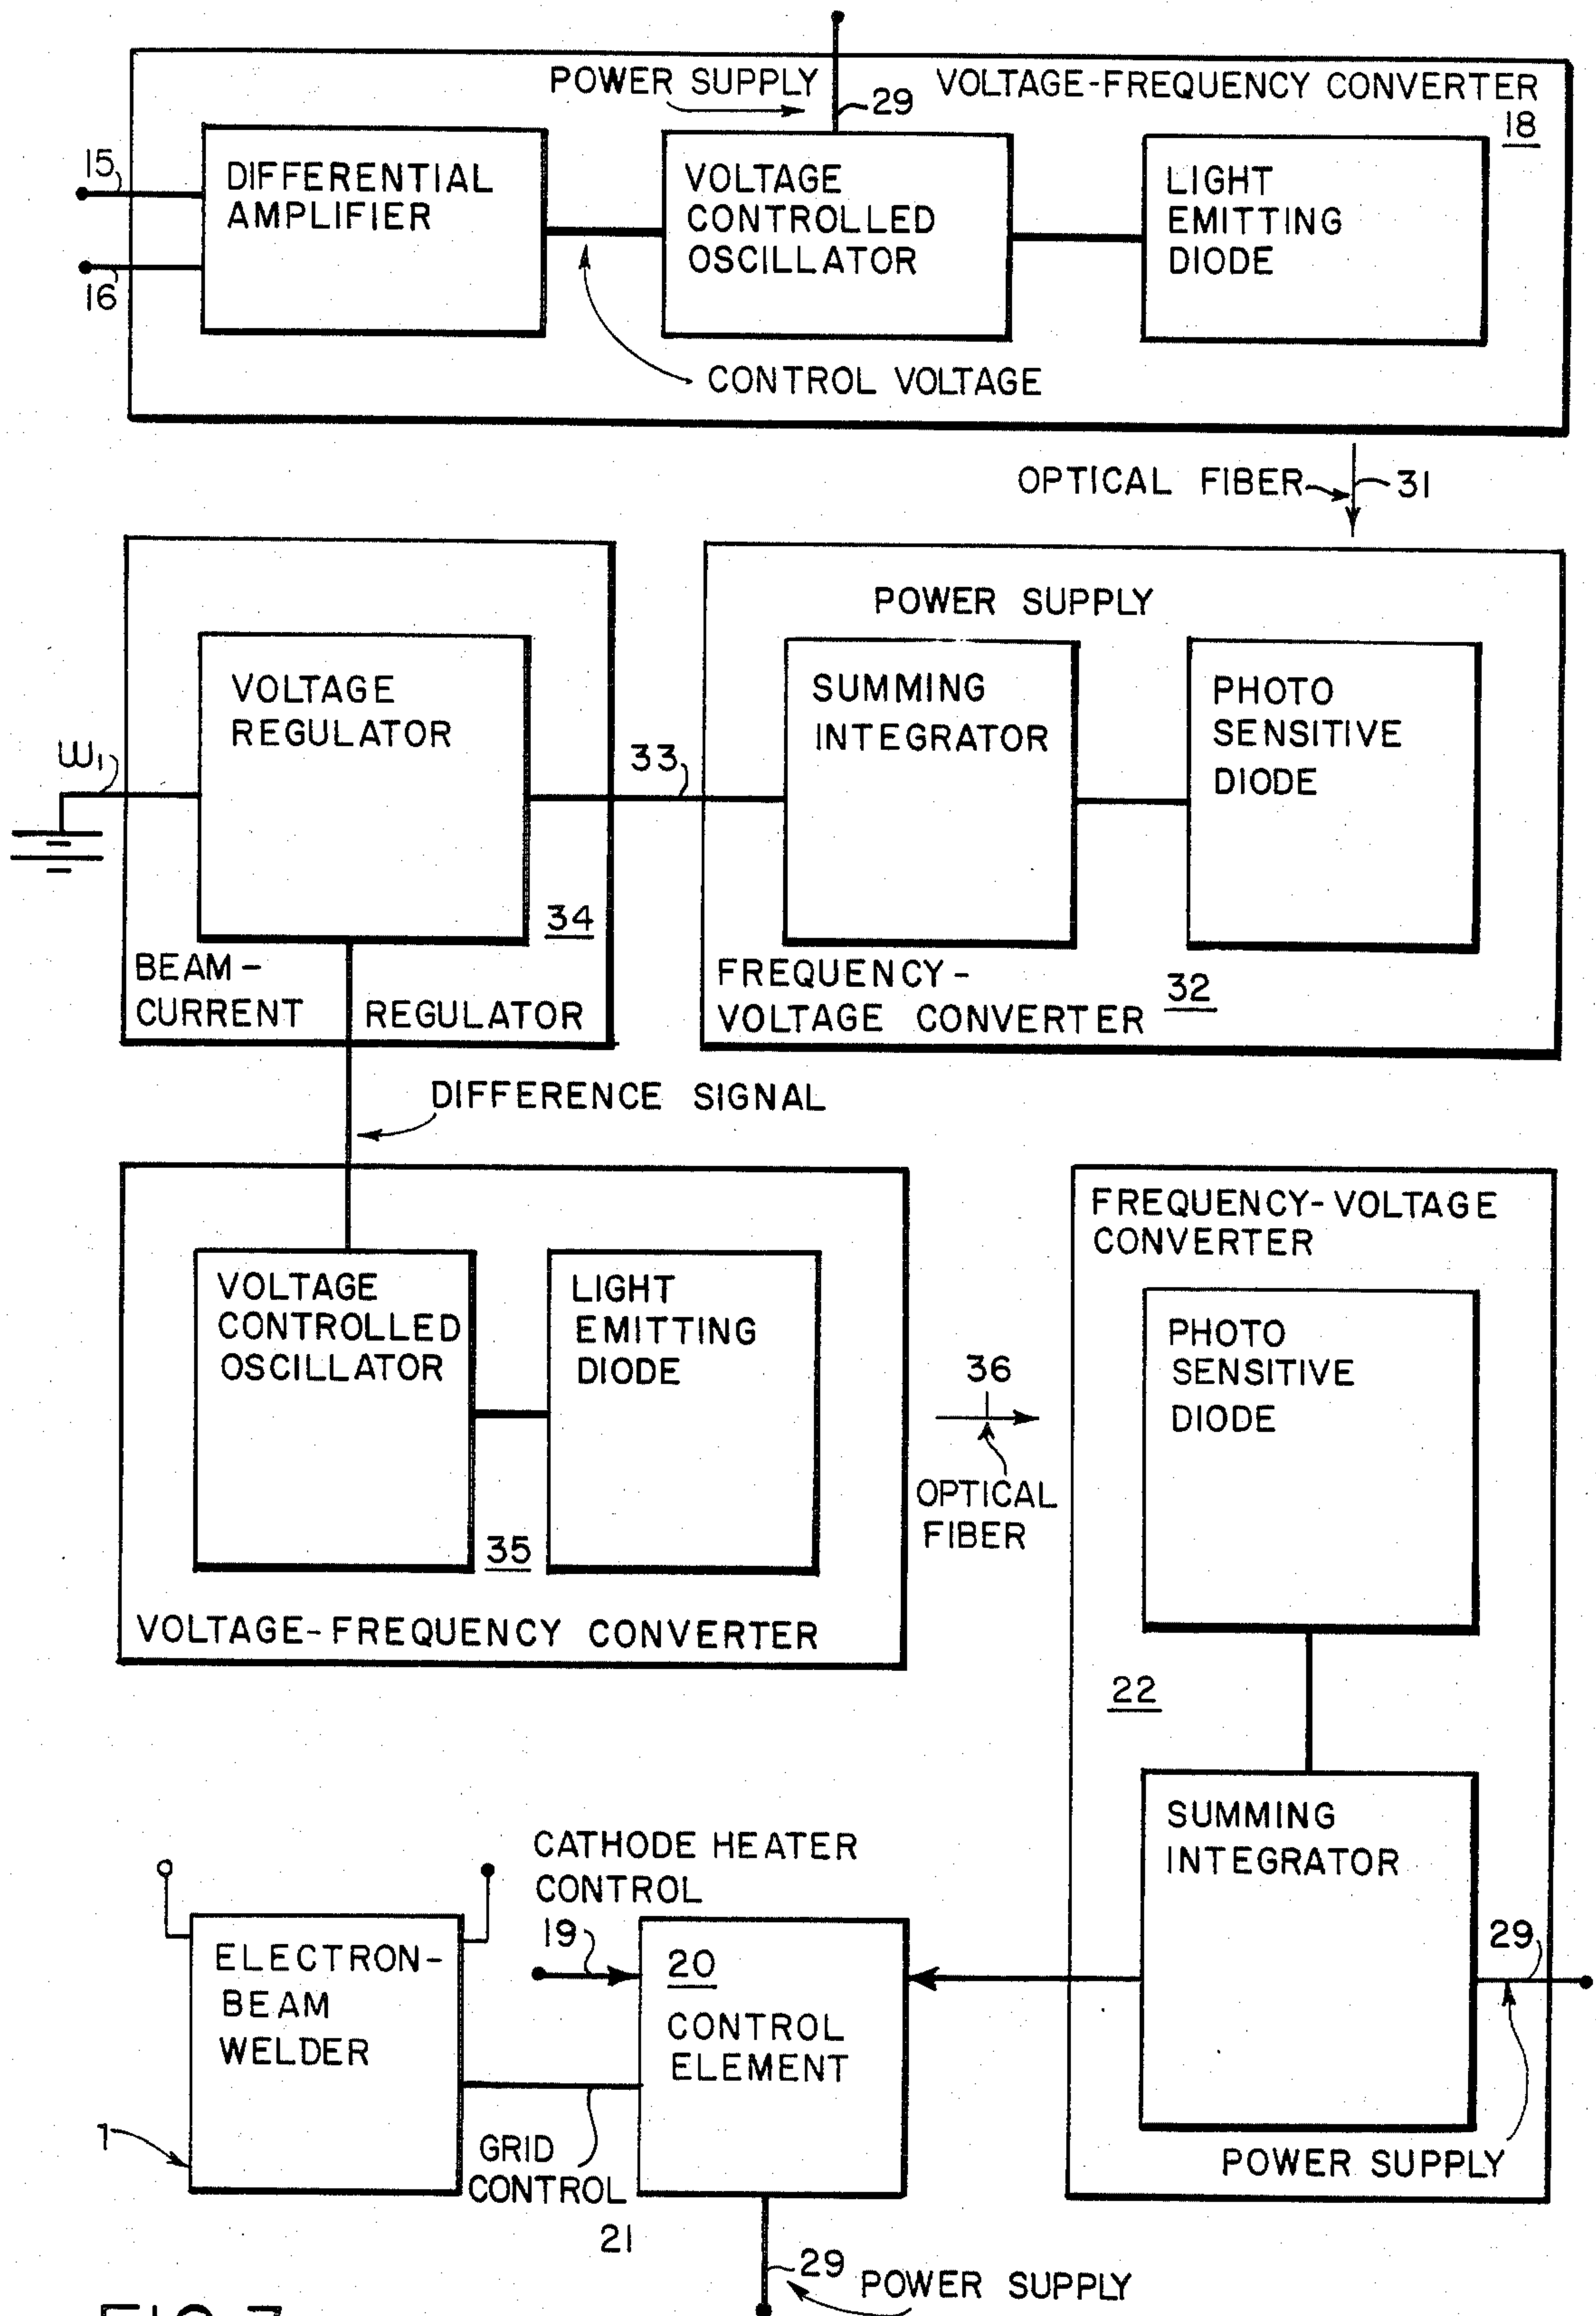 POWER SUPPLY
29
VOLTAGE-FREQUENCY CONVERTER
18
15
16
DIFFERENTIAL
AMPLIFIER
VOLTAGE
CONTROLLED
OSCILLATOR
LIGHT
EMITTING
DIODE
CONTROL VOLTAGE
OPTICAL FIBER
31
VOLTAGE
REGULATOR
W1
34
BEAM-
CURRENT REGULATOR
33
POWER SUPPLY
SUMMING
INTEGRATOR
PHOTO
SENSITIVE
DIODE
FREQUENCY-
VOLTAGE CONVERTER
32
DIFFERENCE SIGNAL
VOLTAGE
CONTROLLED
OSCILLATOR
LIGHT
EMITTING
DIODE
35
VOLTAGE-FREQUENCY CONVERTER
36
OPTICAL
FIBER
FREQUENCY-VOLTAGE
CONVERTER
PHOTO
SENSITIVE
DIODE
22
SUMMING
INTEGRATOR
29
POWER SUPPLY
CATHODE HEATER
CONTROL
19
20
CONTROL
ELEMENT
ELECTRON-
BEAM
WELDER
1
GRID
CONTROL
21
29
POWER SUPPLY